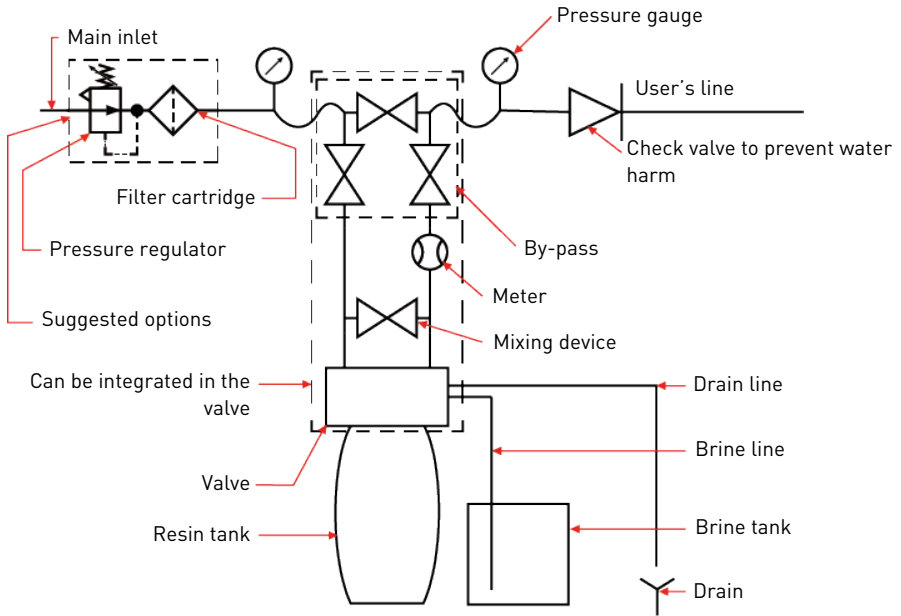 Pressure gauge
Main inlet
User's line
Check valve to prevent water
harm
Filter cartridge
Pressure regulator
By-pass
Meter
Suggested options
Mixing device
Can be integrated in the
valve
Drain line
Brine line
Valve
Resin tank
Brine tank
Drain